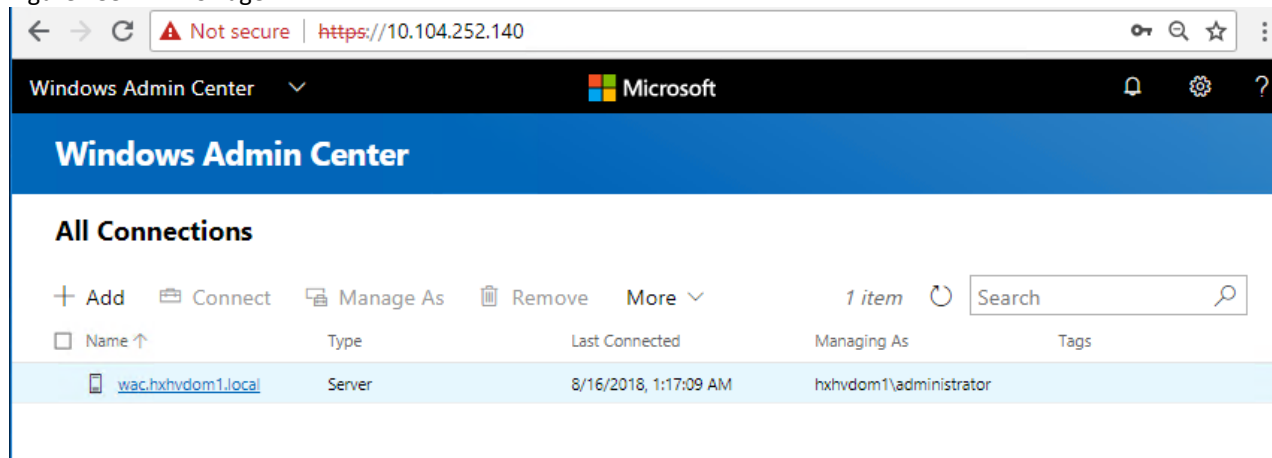 Not secure | https://10.104.252.140
Windows Admin Center Microsoft ?
Windows Admin Center
All Connections
Add Connect Manage As Remove More 1 item Search
Name Type Last Connected Managing As Tags
wac.hxhvdom1.local Server 8/16/2018, 1:17:09 AM hxhvdom1\administrator